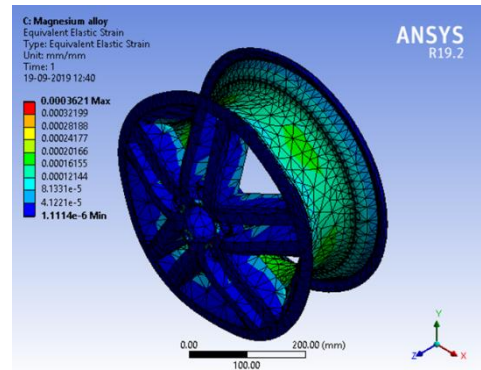 C: Magnesium alloy
Equivalent Elastic Strain
Type: Equivalent Elastic Strain
Unit: mm/mm
Time: 1
19-09-2019 12:40
0.0003621 Max
0.00032199
0.00028188
0.00024177
0.00020166
0.00016155
0.00012144
8.1331e-5
4.1221e-5
1.1114e-6 Min
ANSYS
R19.2
0.00
200.00 (mm)
100.00
Y
Z
X